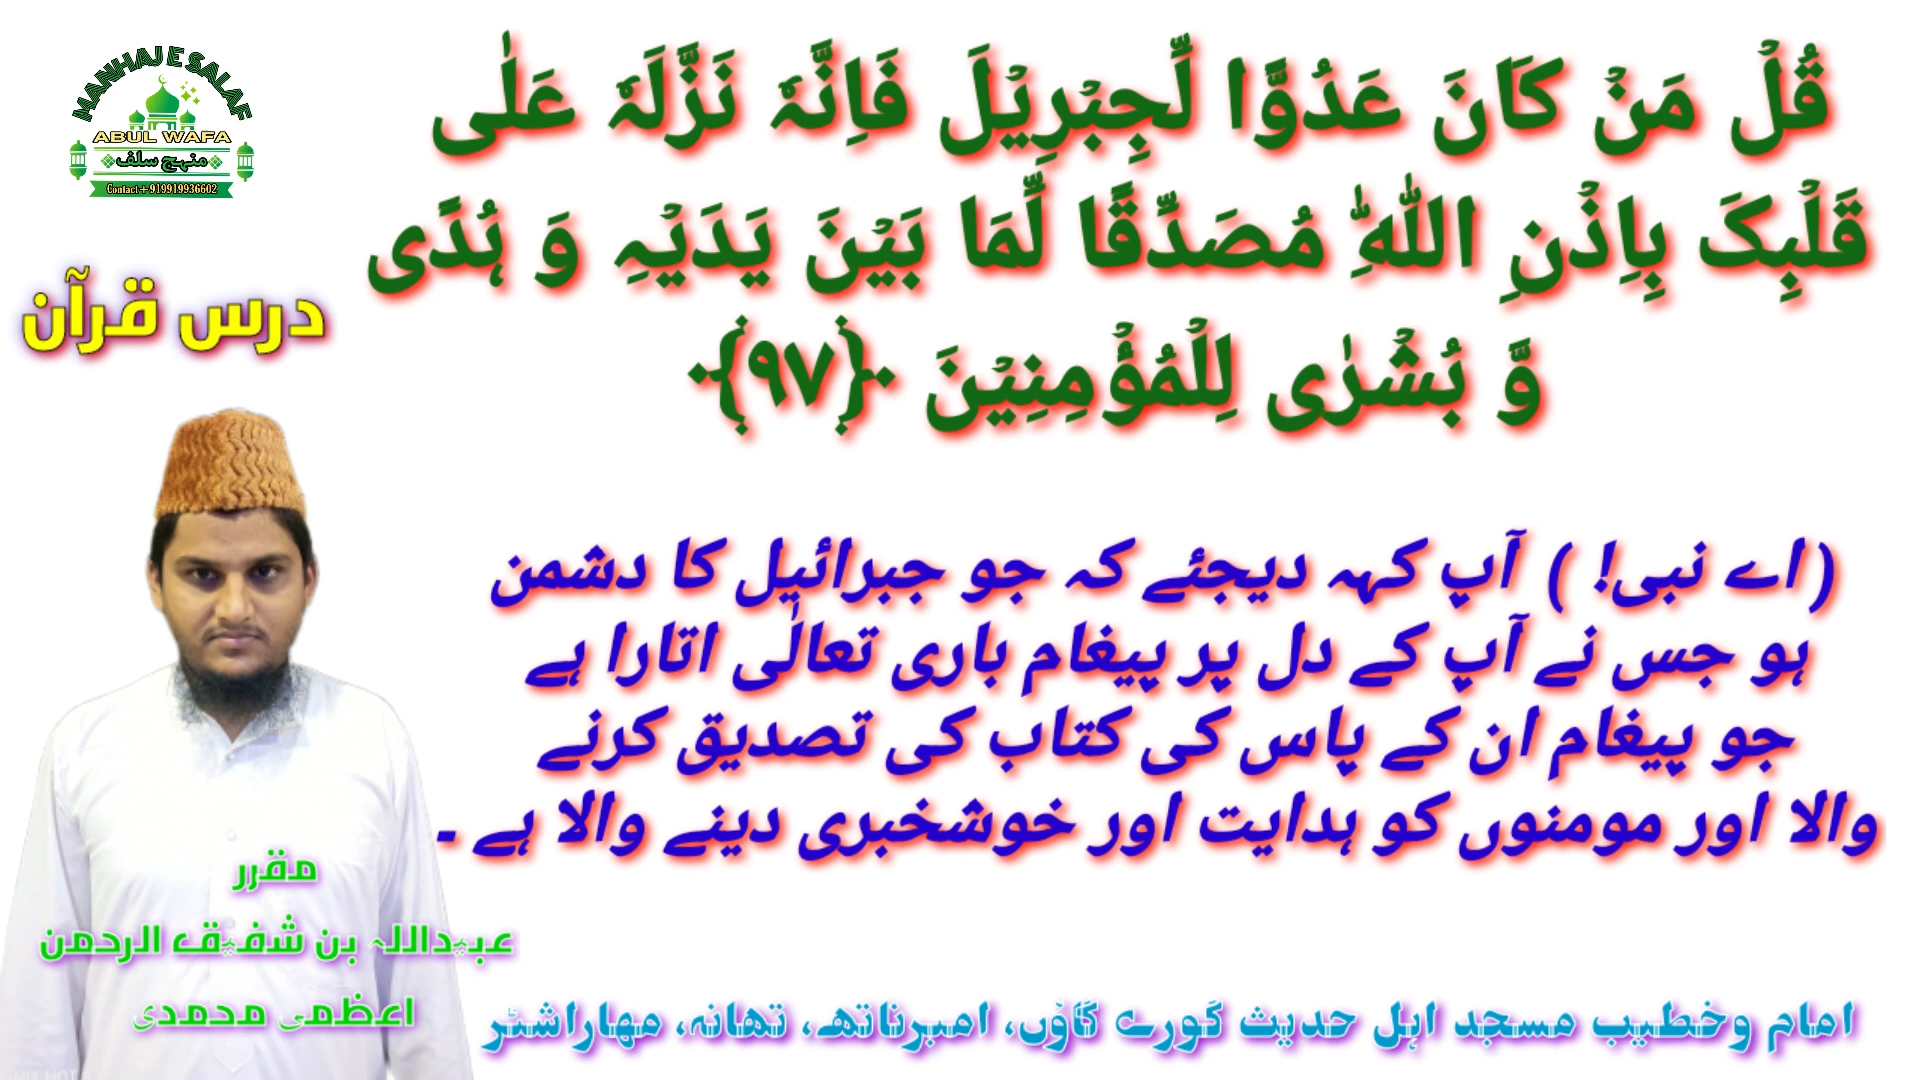 MANHAJ E SALAF
ABUL WAFA
منہج سلف
Contact+919919936602
قُلۡ مَنۡ کَانَ عَدُوًّا لِّجِبۡرِیۡلَ فَاِنَّہٗ نَزَّلَہٗ عَلٰی
قَلۡبِکَ بِاِذۡنِ اللّٰہِ مُصَدِّقًا لِّمَا بَیۡنَ یَدَیۡہِ وَ ہُدًی
وَّ بُشۡرٰی لِلۡمُؤۡمِنِیۡنَ ﴿۹۷﴾
درس قرآن
(اے نبی! ) آپ کہہ دیجئے کہ جو جبرائیل کا دشمن
ہو جس نے آپ کے دل پر پیغام باری تعالٰی اتارا ہے
جو پیغام ان کے پاس کی کتاب کی تصدیق کرنے
والا اور مومنوں کو ہدایت اور خوشخبری دینے والا ہے ۔
مقرر
عبیداللہ بن شفیق الرحمن
اعظمی محمدی
امام وخطیب مسجد اہل حدیث گورے گاؤں، امبرناتھ، تھانہ، مہاراشٹر